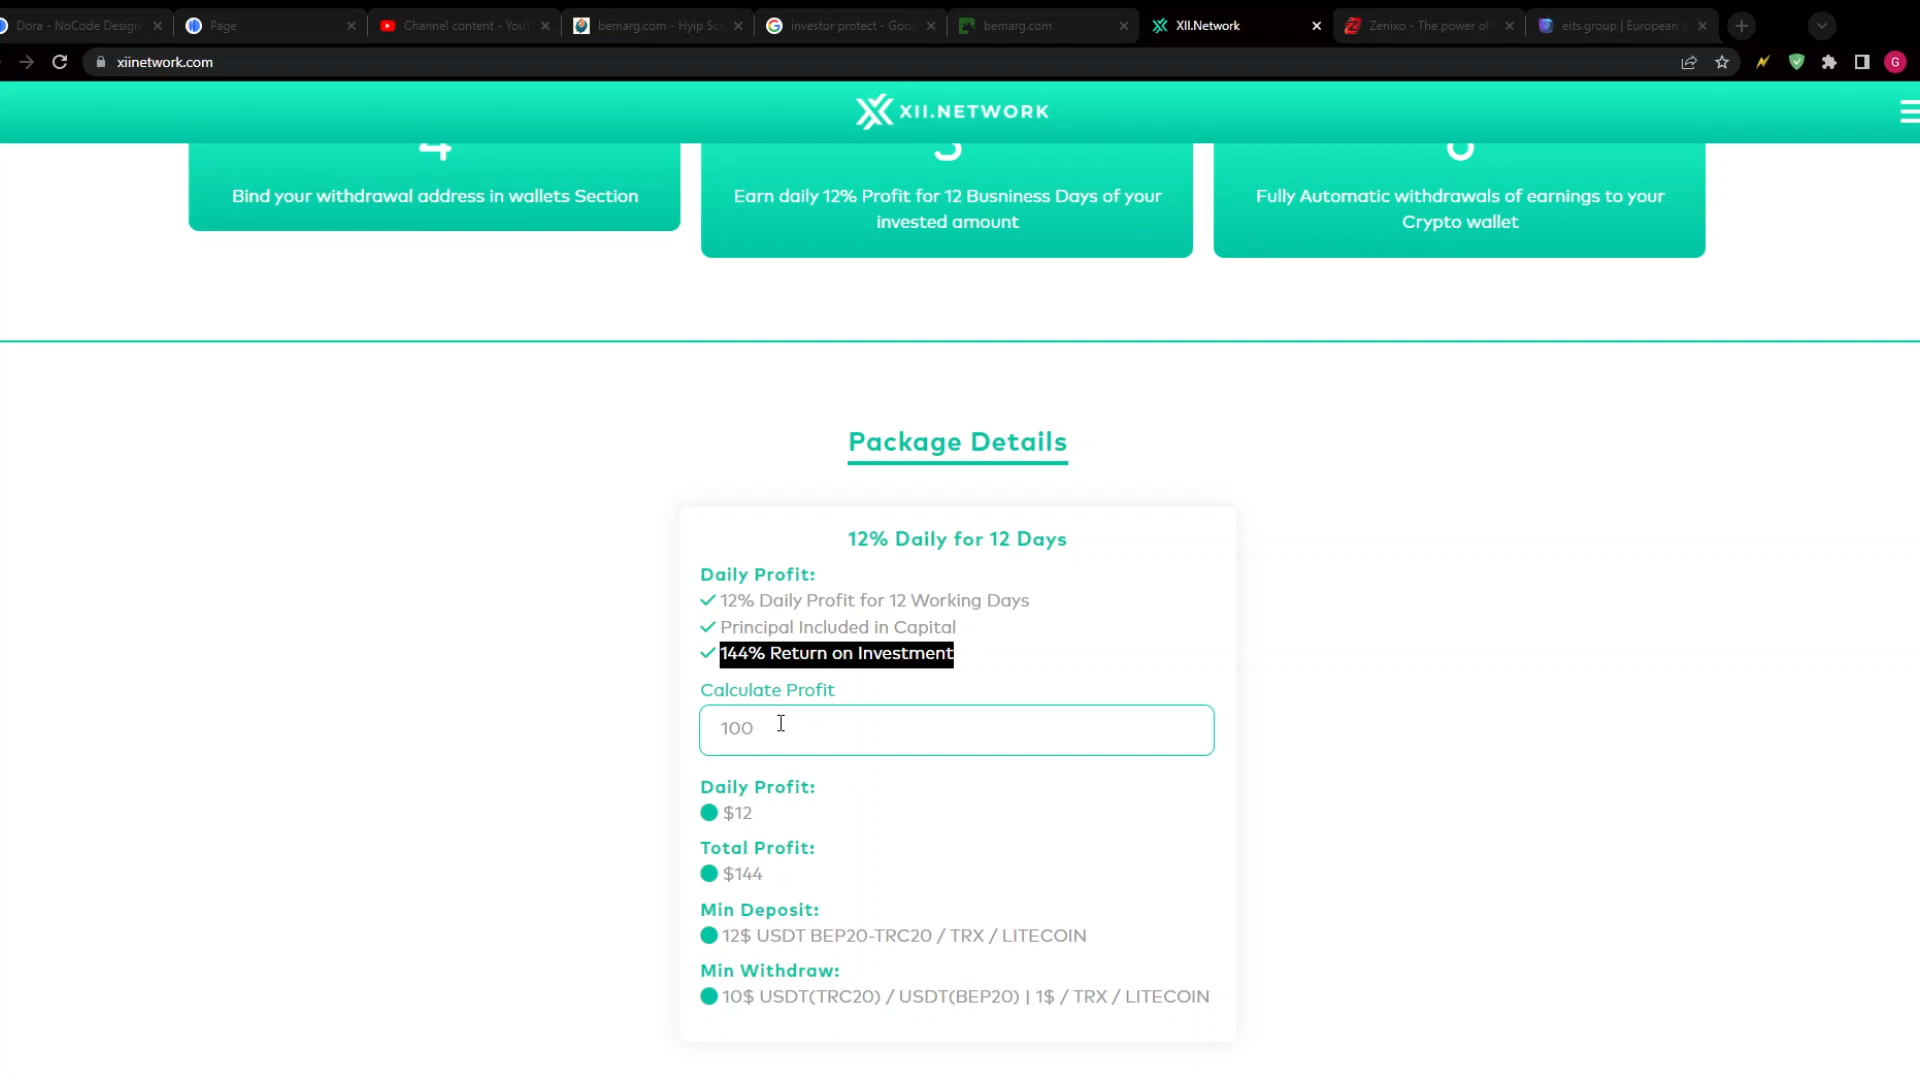 Dora - NoCode Design
Page
Channel content - YouT
bemarg.com - Hyip Sc
investor protect - Goo
bemarg.com
XII.Network
Zenixo - The power of
eits.group | European
xiinetwork.com
G
XII.NETWORK
4
Bind your withdrawal address in wallets Section
Earn daily 12% Profit for 12 Busniness Days of your
invested amount
Fully Automatic withdrawals of earnings to your
Crypto wallet
Package Details
12% Daily for 12 Days
Daily Profit:
12% Daily Profit for 12 Working Days
Principal Included in Capital
144% Return on Investment
Calculate Profit
100
Daily Profit:
$12
Total Profit:
$144
Min Deposit:
12$ USDT BEP20-TRC20 / TRX / LITECOIN
Min Withdraw:
10$ USDT(TRC20) / USDT(BEP20) | 1$ / TRX / LITECOIN